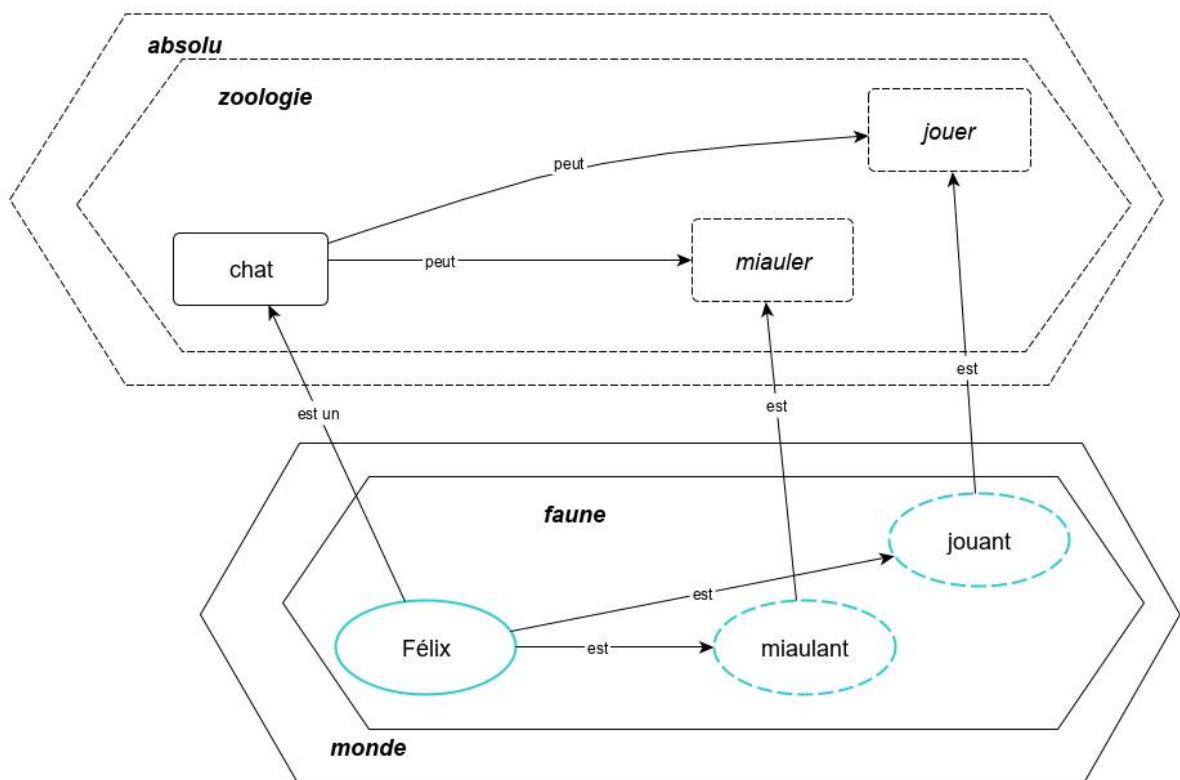 absolu
zoologie
jouer
peut
chat
peut
miauler
est un
est
est
faune
jouant
est
Félix
est
miaulant
monde